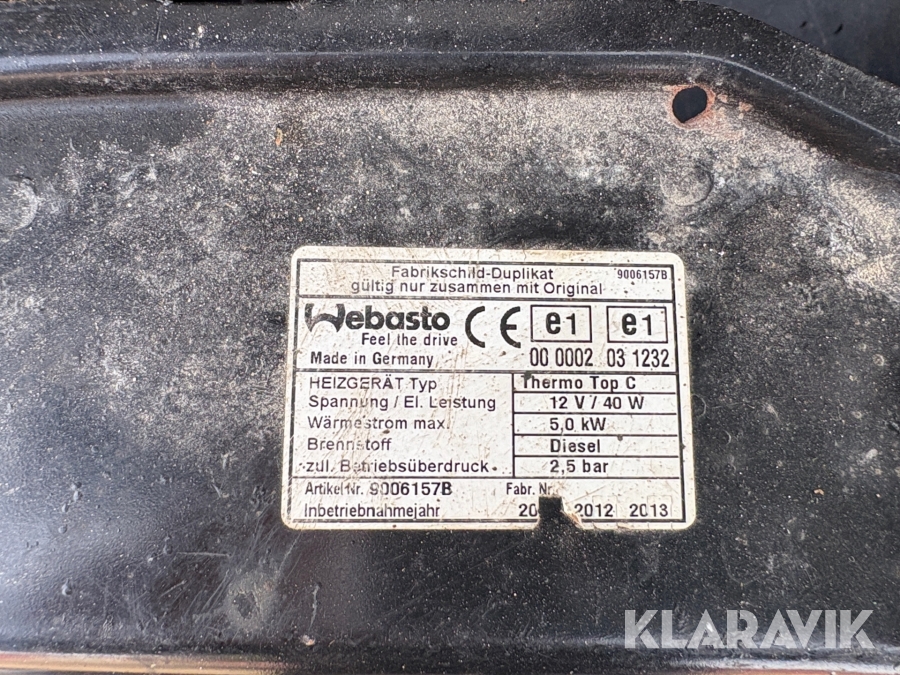 Fabrikschild-Duplikat 9006157B
gültig nur zusammen mit Original
Webasto CE e1 e1
Feel the drive
Made in Germany 00 0002 03 1232
HEIZGERÄT Typ Thermo Top C
Spannung / El. Leistung 12 V / 40 W
Wärmestrom max. 5,0 kW
Brennstoff Diesel
zul. Betriebsüberdruck 2,5 bar
Artikel Nr. 9006157B Fabr. Nr.
Inbetriebnahmejahr 2012 2013
KLARAVIK